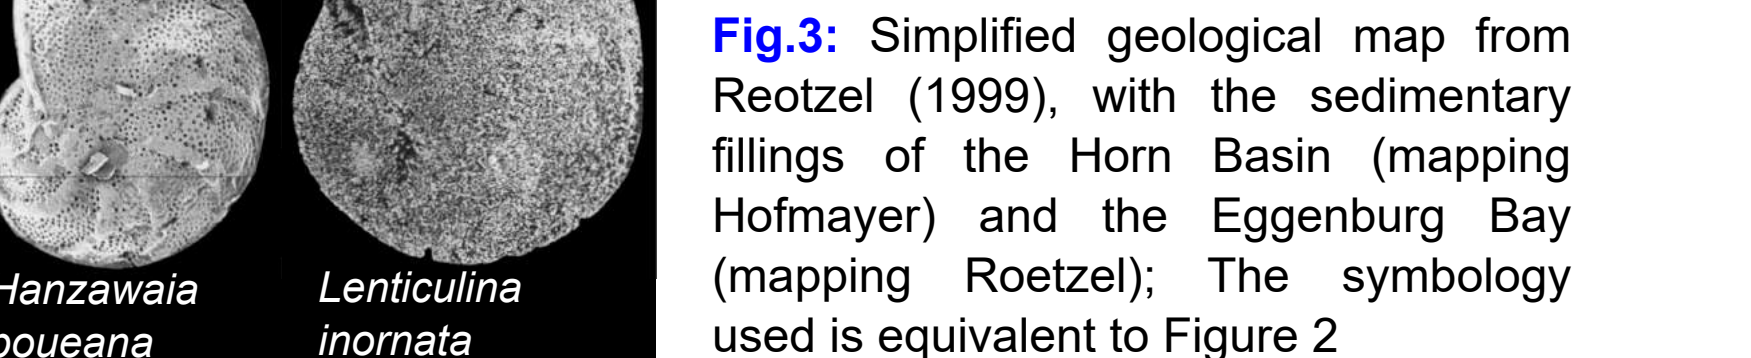 Hanzawaia
boueana
Lenticulina
inornata
Fig.3: Simplified geological map from
Reotzel (1999), with the sedimentary
fillings of the Horn Basin (mapping
Hofmayer) and the Eggenburg Bay
(mapping Roetzel); The symbology
used is equivalent to Figure 2